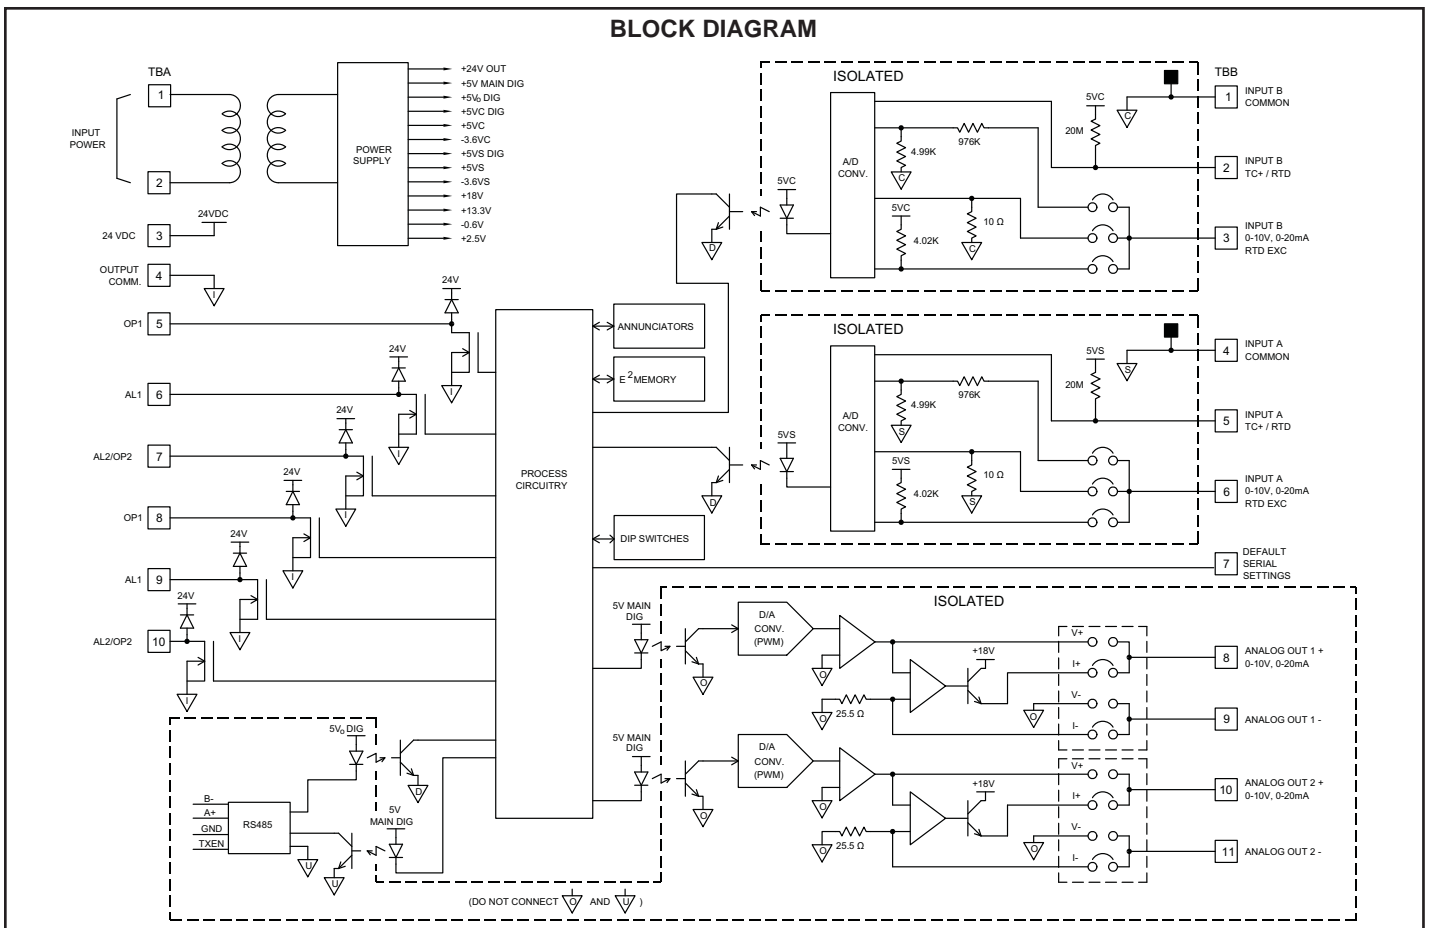 BLOCK DIAGRAM
TBA
1
INPUT
POWER
2
24VDC
24 VDC
3
OUTPUT
COMM.
4
I
POWER
SUPPLY
+24V OUT
+5V MAIN DIG
+5VO DIG
+5VC DIG
+5VC
-3.6VC
+5VS DIG
+5VS
-3.6VS
+18V
+13.3V
-0.6V
+2.5V
24V
OP1
5
I
24V
AL1
6
I
24V
AL2/OP2
7
I
24V
OP1
8
I
24V
AL1
9
I
24V
AL2/OP2
10
I
PROCESS
CIRCUITRY
ANNUNCIATORS
E2MEMORY
DIP SWITCHES
ISOLATED
TBB
A/D
CONV.
5VC
D
4.99K
C
976K
5VC
20M
C
5VC
4.02K
10 Ω
C
1
INPUT B
COMMON
2
INPUT B
TC+ / RTD
3
INPUT B
0-10V, 0-20mA
RTD EXC
ISOLATED
A/D
CONV.
5VS
D
4.99K
S
976K
5VS
20M
S
5VS
4.02K
10 Ω
S
4
INPUT A
COMMON
5
INPUT A
TC+ / RTD
6
INPUT A
0-10V, 0-20mA
RTD EXC
7
DEFAULT
SERIAL
SETTINGS
ISOLATED
5V MAIN
DIG
O
D/A
CONV.
(PWM)
O
+18V
O
25.5 Ω
V+
I+
V-
O
I-
8
ANALOG OUT 1 +
0-10V, 0-20mA
9
ANALOG OUT 1 -
5V MAIN
DIG
O
D/A
CONV.
(PWM)
O
+18V
O
25.5 Ω
V+
I+
V-
O
I-
10
ANALOG OUT 2 +
0-10V, 0-20mA
11
ANALOG OUT 2 -
5VO DIG
D
B-
A+
GND
TXEN
RS485
U
U
5V
MAIN DIG
(DO NOT CONNECT O AND U )